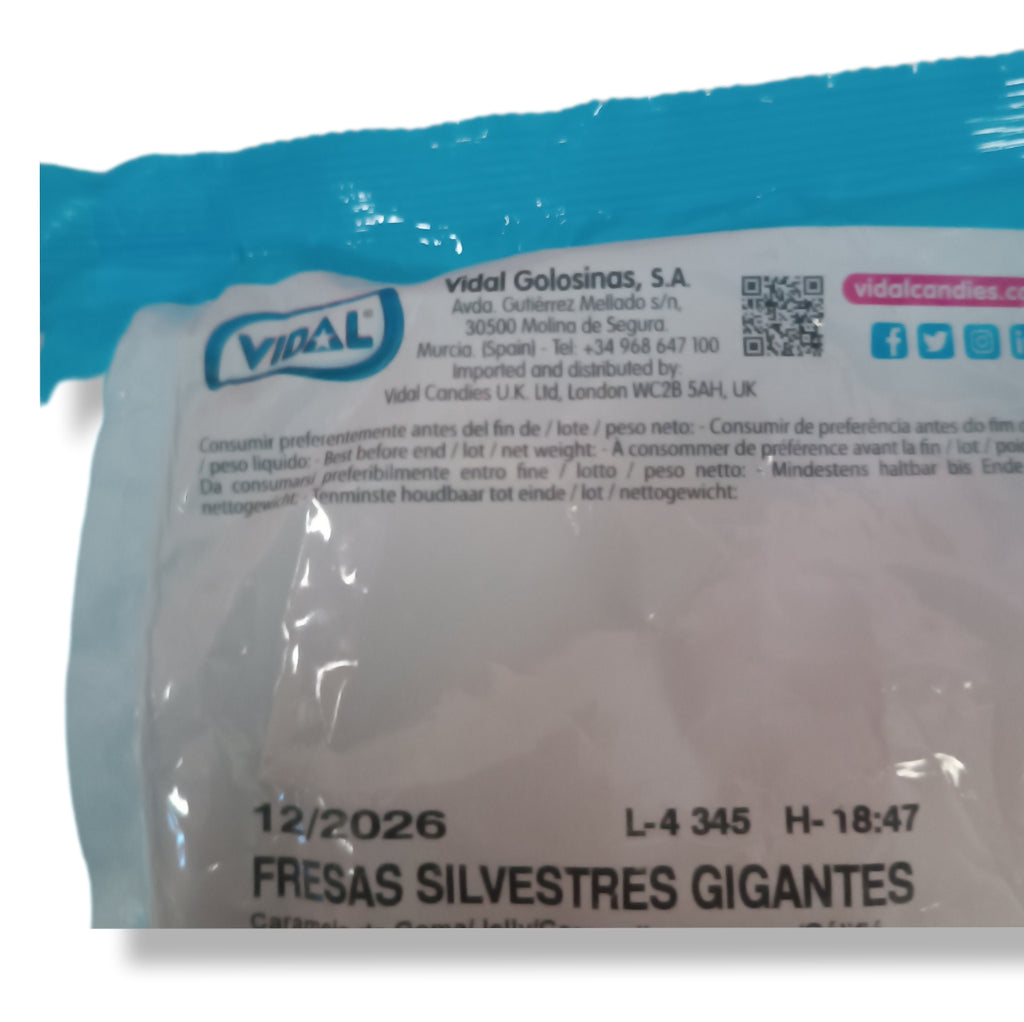 VIDAL®
Vidal Golosinas, S.A.
Avda. Gutiérrez Mellado s/n,
30500 Molina de Segura.
Murcia. (Spain) - Tel: +34 968 647 100
Imported and distributed by:
Vidal Candies U.K. Ltd, London WC2B 5AH, UK
vidalcandies.co
Consumir preferentemente antes del fin de / lote / peso neto: - Consumir de preferência antes do fim
/ peso liquido: - Best before end / lot / net weight: - À consommer de préférence avant la fin / lot /
Da consumarsi preferibilmente entro fine / lotto / peso netto: - Mindestens haltbar bis Ende
nettogewicht: - Tenminste houdbaar tot einde / lot / nettogewicht:
12/2026 L-4 345 H- 18:47
FRESAS SILVESTRES GIGANTES